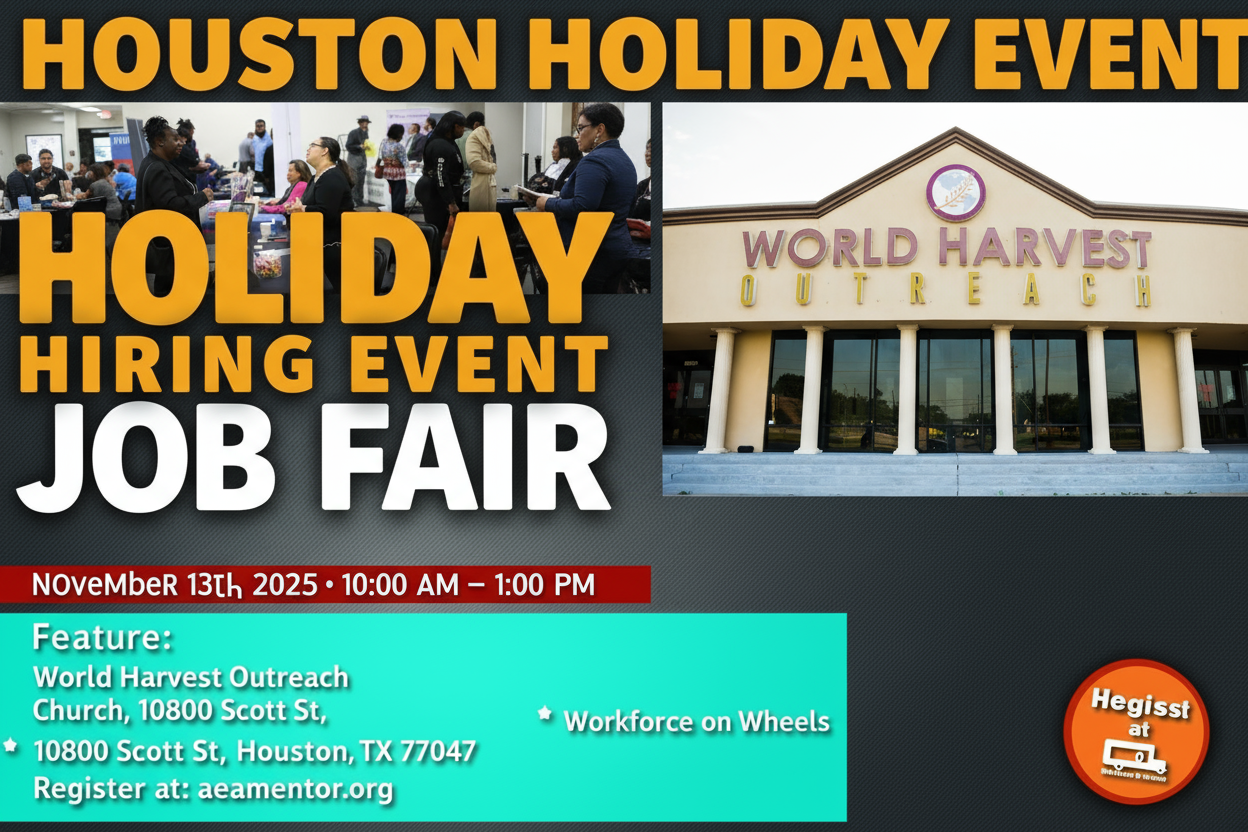 HOUSTON HOLIDAY EVENT
HOLIDAY
HIRING EVENT
JOB FAIR
WORLD HARVEST
OUTREACH
NOveMbeR 13th 2025 • 10:00 AM – 1:00 PM
Feature:
World Harvest Outreach
Church, 10800 Scott St,
10800 Scott St, Houston, TX 77047
Register at: aeamentor.org
Workforce on Wheels
Hegisst
at